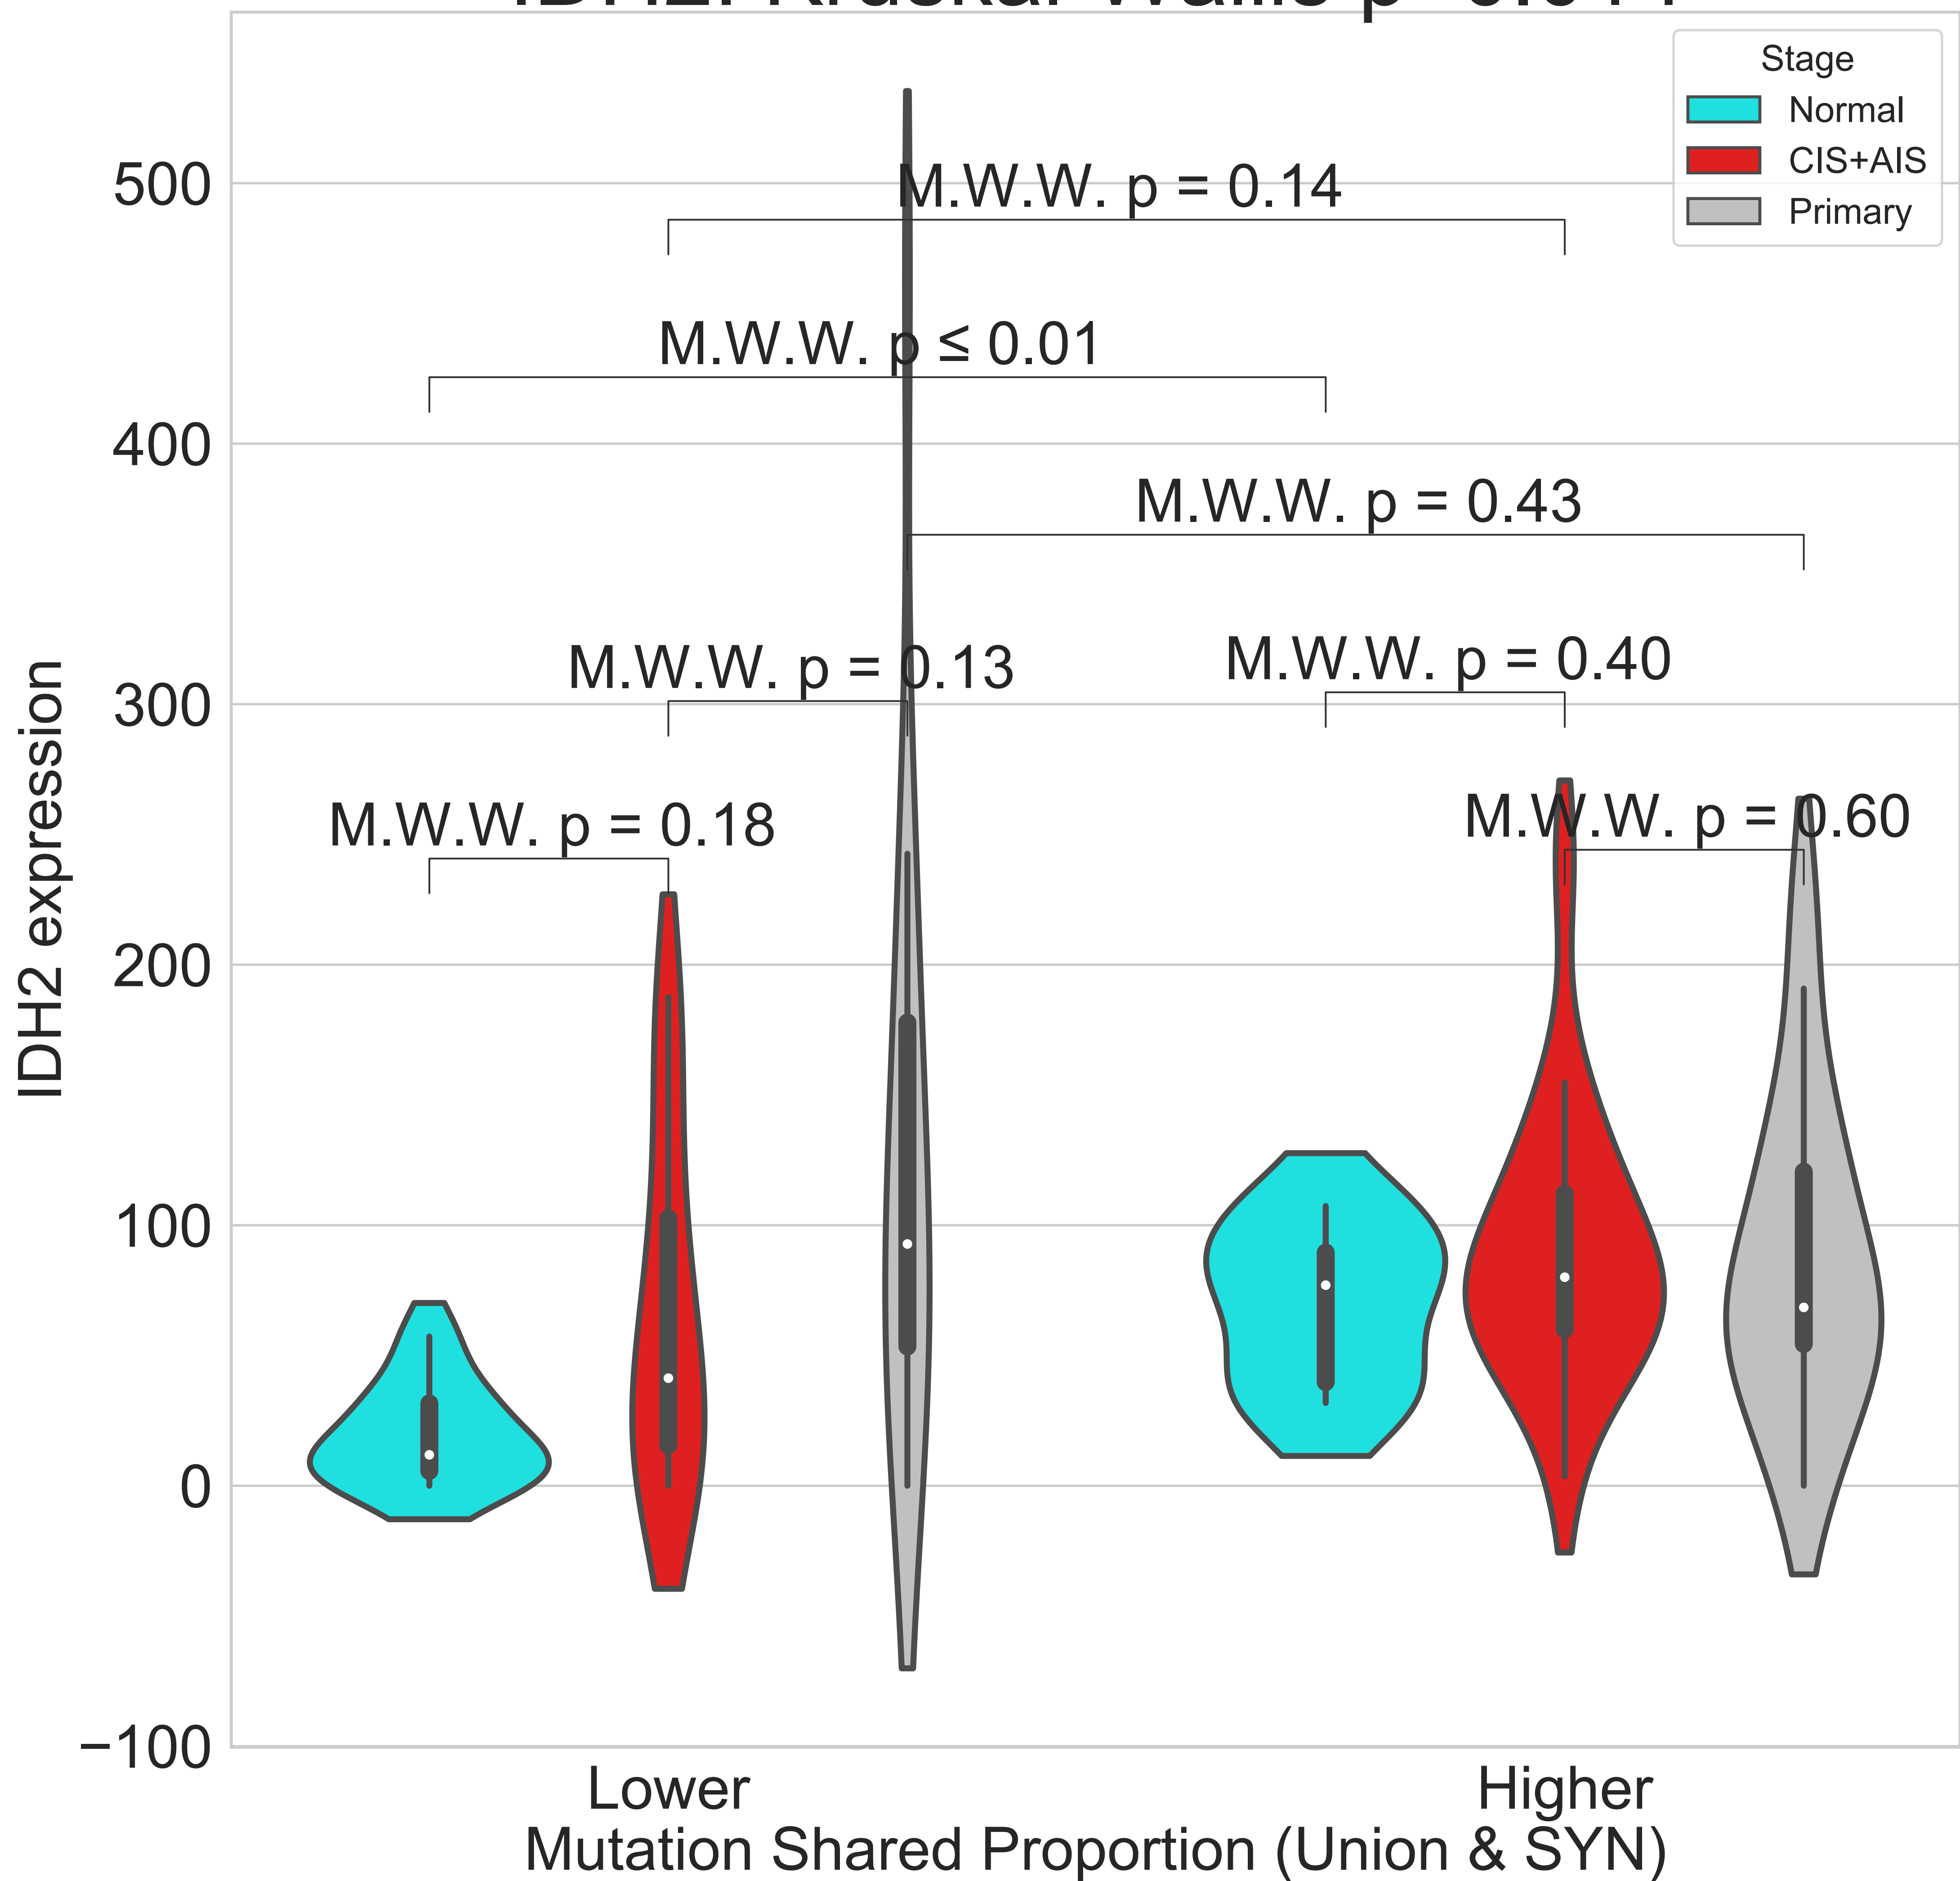 Stage
Normal
CIS+AIS
Primary
M.W.W. p = 0.14
M.W.W. p ≤ 0.01
M.W.W. p = 0.43
M.W.W. p = 0.13
M.W.W. p = 0.40
M.W.W. p = 0.18
M.W.W. p = 0.60
500
400
300
200
100
0
−100
IDH2 expression
Lower
Higher
Mutation Shared Proportion (Union & SYN)